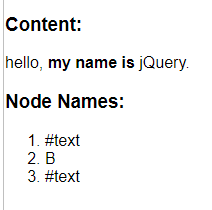 Content:
hello, my name is jQuery.
Node Names:
1. #text
2. B
3. #text